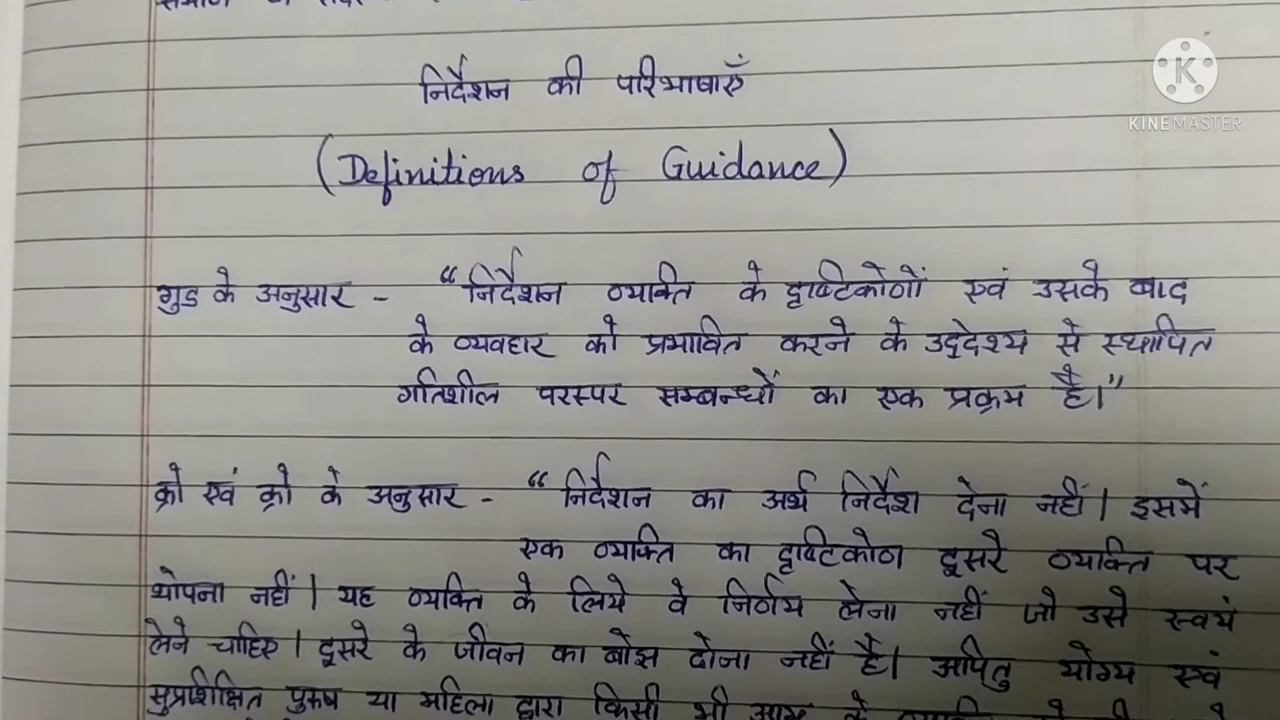 निर्देशन की परिभाषाएँ
(Definitions of Guidance)
गुड के अनुसार - "निर्देशन व्यक्ति के दृष्टिकोणों एवं उसके बाद
के व्यवहार को प्रभावित करने के उद्देश्य से स्थापित
गतिशील परस्पर सम्बन्धों का एक प्रक्रम है।"
क्रो एवं क्रो के अनुसार - "निर्देशन का अर्थ निर्देश देना नहीं। इसमें
एक व्यक्ति का दृष्टिकोण दूसरे व्यक्ति पर
थोपना नहीं। यह व्यक्ति के लिये वे निर्णय लेना नहीं जो उसे स्वयं
लेने चाहिए। दूसरे के जीवन का बोझ ढोना नहीं है। अपितु योग्य एवं
सुप्रशिक्षित पुरुष या महिला द्वारा किसी भी
KINEMASTER